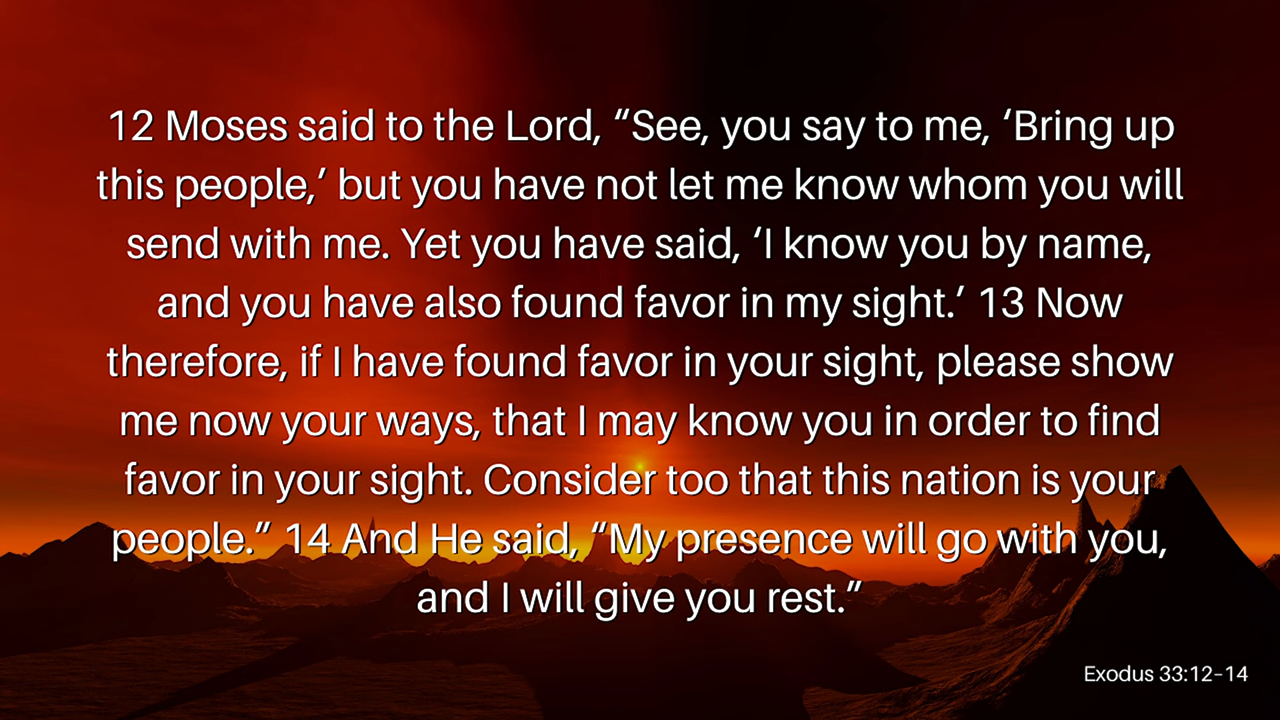 12 Moses said to the Lord, “See, you say to me, ‘Bring up
this people,’ but you have not let me know whom you will
send with me. Yet you have said, ‘I know you by name,
and you have also found favor in my sight.’ 13 Now
therefore, if I have found favor in your sight, please show
me now your ways, that I may know you in order to find
favor in your sight. Consider too that this nation is your
people.” 14 And He said, “My presence will go with you,
and I will give you rest.”
Exodus 33:12–14